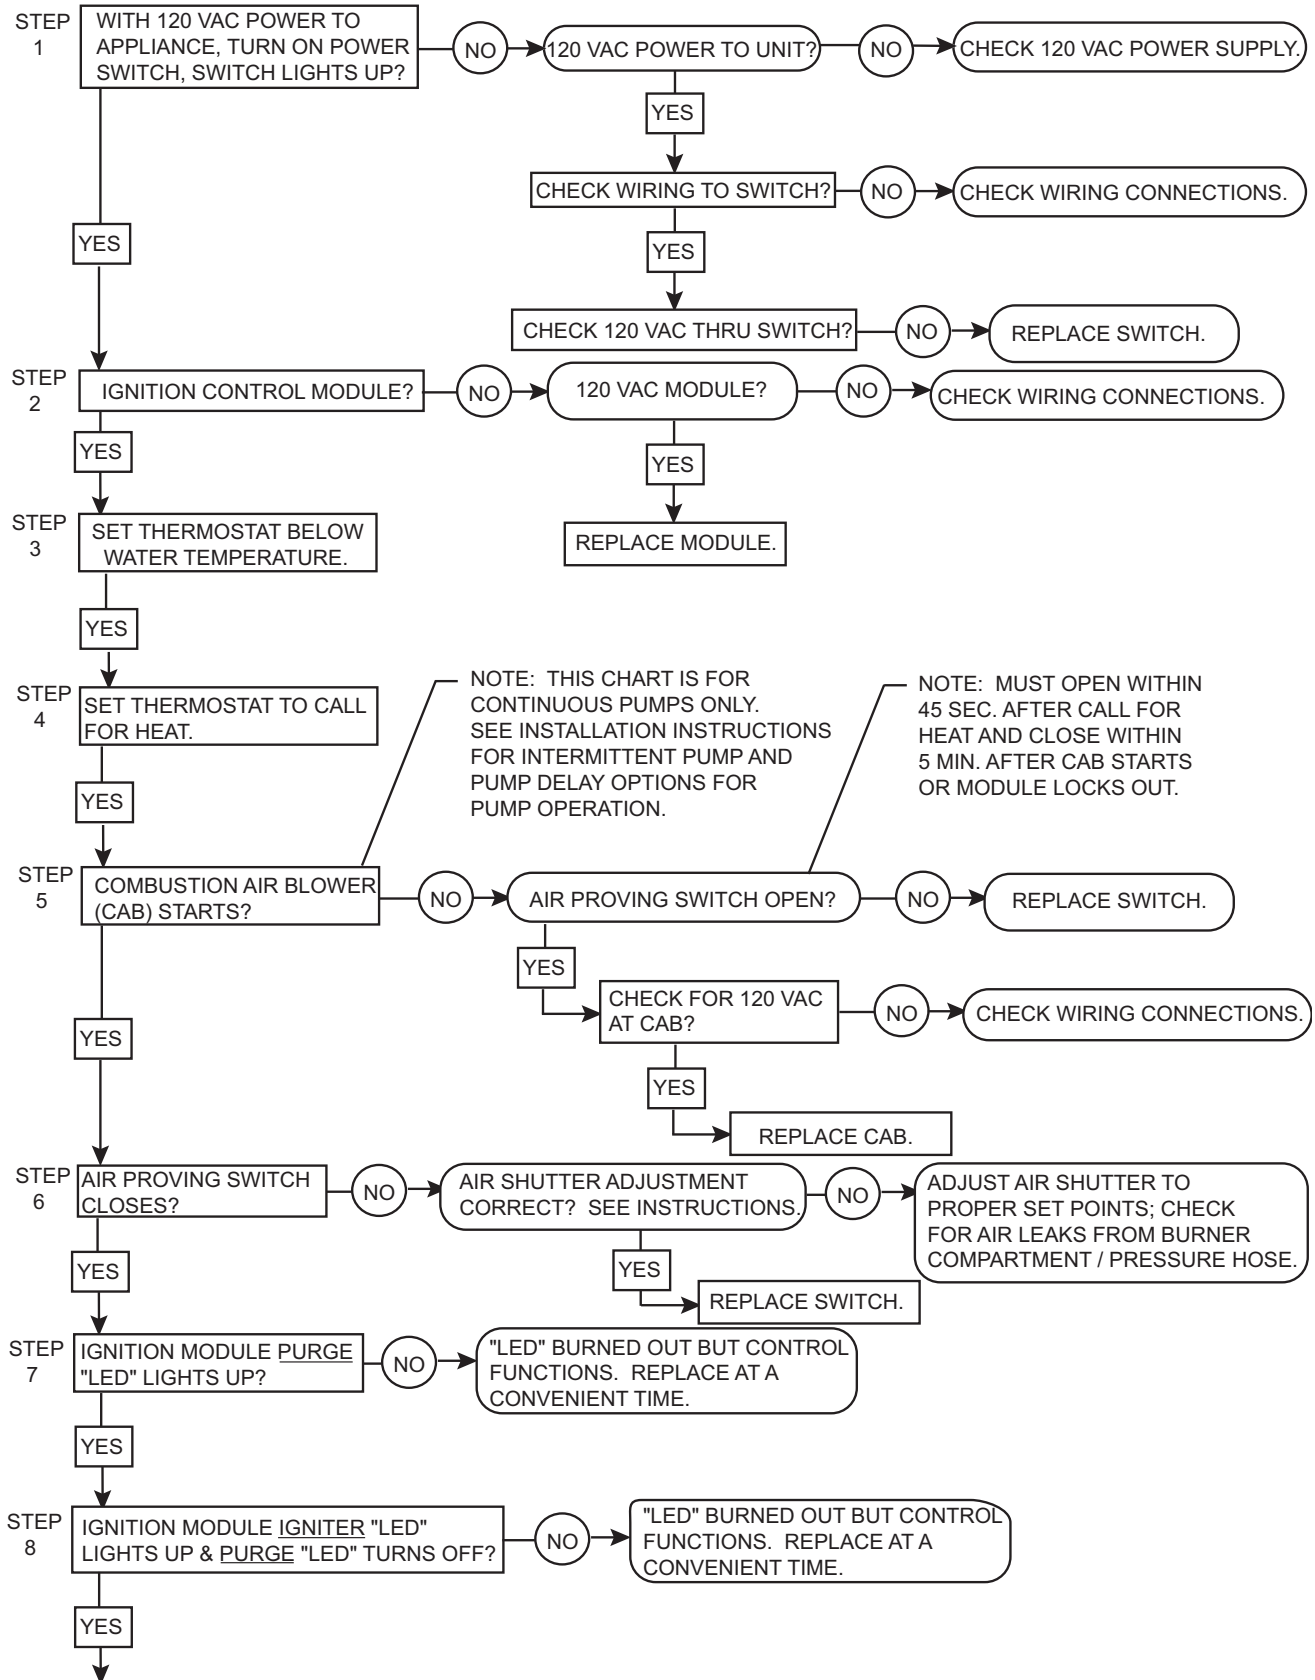 STEP
1
WITH 120 VAC POWER TO
APPLIANCE, TURN ON POWER
SWITCH, SWITCH LIGHTS UP?
NO
120 VAC POWER TO UNIT?
NO
CHECK 120 VAC POWER SUPPLY.
YES
CHECK WIRING TO SWITCH?
NO
CHECK WIRING CONNECTIONS.
YES
YES
CHECK 120 VAC THRU SWITCH?
NO
REPLACE SWITCH.
STEP
2
IGNITION CONTROL MODULE?
NO
120 VAC MODULE?
NO
CHECK WIRING CONNECTIONS.
YES
YES
STEP
3
SET THERMOSTAT BELOW
WATER TEMPERATURE.
REPLACE MODULE.
YES
STEP
4
SET THERMOSTAT TO CALL
FOR HEAT.
NOTE: THIS CHART IS FOR
CONTINUOUS PUMPS ONLY.
SEE INSTALLATION INSTRUCTIONS
FOR INTERMITTENT PUMP AND
PUMP DELAY OPTIONS FOR
PUMP OPERATION.
NOTE: MUST OPEN WITHIN
45 SEC. AFTER CALL FOR
HEAT AND CLOSE WITHIN
5 MIN. AFTER CAB STARTS
OR MODULE LOCKS OUT.
YES
STEP
5
COMBUSTION AIR BLOWER
(CAB) STARTS?
NO
AIR PROVING SWITCH OPEN?
NO
REPLACE SWITCH.
YES
CHECK FOR 120 VAC
AT CAB?
NO
CHECK WIRING CONNECTIONS.
YES
YES
REPLACE CAB.
STEP
6
AIR PROVING SWITCH
CLOSES?
NO
AIR SHUTTER ADJUSTMENT
CORRECT? SEE INSTRUCTIONS.
NO
ADJUST AIR SHUTTER TO
PROPER SET POINTS; CHECK
FOR AIR LEAKS FROM BURNER
COMPARTMENT / PRESSURE HOSE.
YES
YES
REPLACE SWITCH.
STEP
7
IGNITION MODULE PURGE
"LED" LIGHTS UP?
NO
"LED" BURNED OUT BUT CONTROL
FUNCTIONS. REPLACE AT A
CONVENIENT TIME.
YES
STEP
8
IGNITION MODULE IGNITER "LED"
LIGHTS UP & PURGE "LED" TURNS OFF?
NO
"LED" BURNED OUT BUT CONTROL
FUNCTIONS. REPLACE AT A
CONVENIENT TIME.
YES